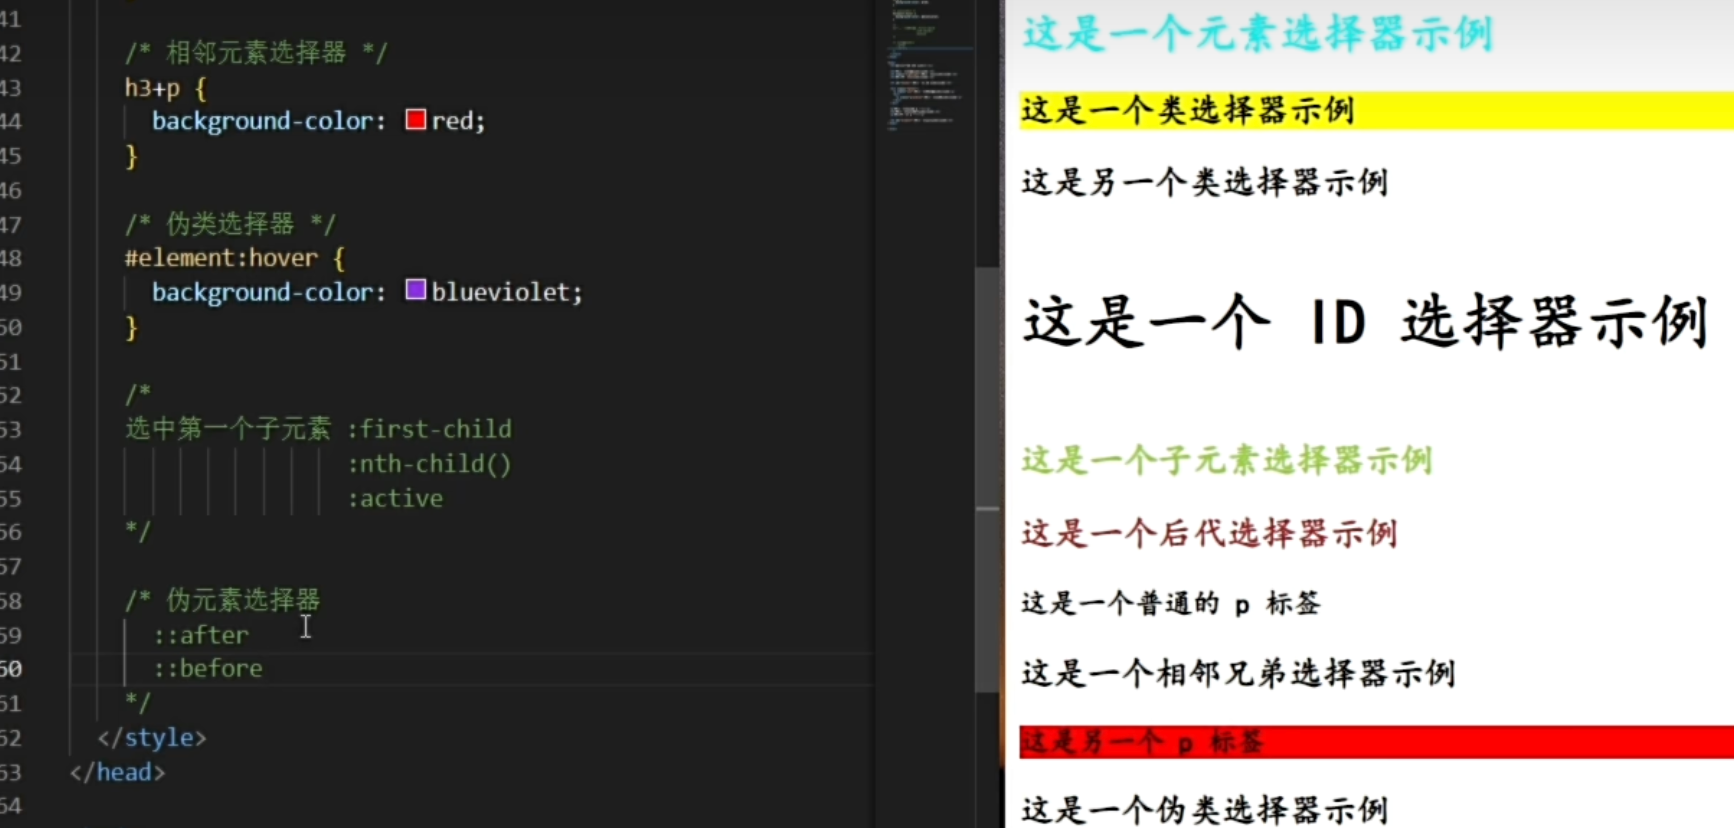 41
42 /* 相邻元素选择器 */
43 h3+p {
44 background-color: red;
45 }
46
47 /* 伪类选择器 */
48 #element:hover {
49 background-color: blueviolet;
50 }
51
52 /*
53 选中第一个子元素 :first-child
54 :nth-child()
55 :active
56 */
57
58 /* 伪元素选择器
59 ::after
60 ::before
61 */
62 </style>
63 </head>
64
这是一个元素选择器示例
这是一个类选择器示例
这是另一个类选择器示例
这是一个 ID 选择器示例
这是一个子元素选择器示例
这是一个后代选择器示例
这是一个普通的 p 标签
这是一个相邻兄弟选择器示例
这是另一个 p 标签
这是一个伪类选择器示例